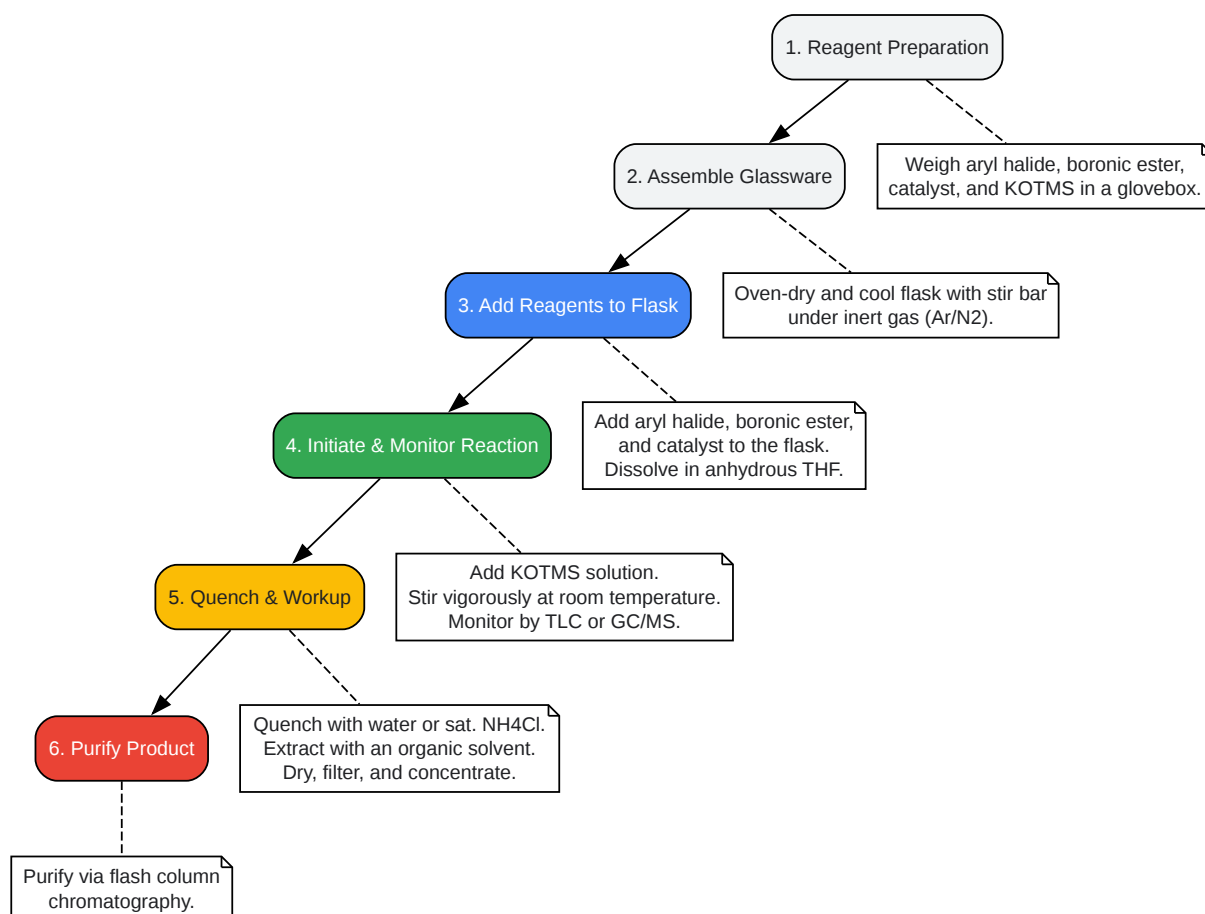 1. Reagent Preparation
Weigh aryl halide, boronic ester,
catalyst, and KOTMS in a glovebox.
2. Assemble Glassware
Oven-dry and cool flask with stir bar
under inert gas (Ar/N2).
3. Add Reagents to Flask
Add aryl halide, boronic ester,
and catalyst to the flask.
Dissolve in anhydrous THF.
4. Initiate & Monitor Reaction
Add KOTMS solution.
Stir vigorously at room temperature.
Monitor by TLC or GC/MS.
5. Quench & Workup
Quench with water or sat. NH4Cl.
Extract with an organic solvent.
Dry, filter, and concentrate.
6. Purify Product
Purify via flash column
chromatography.